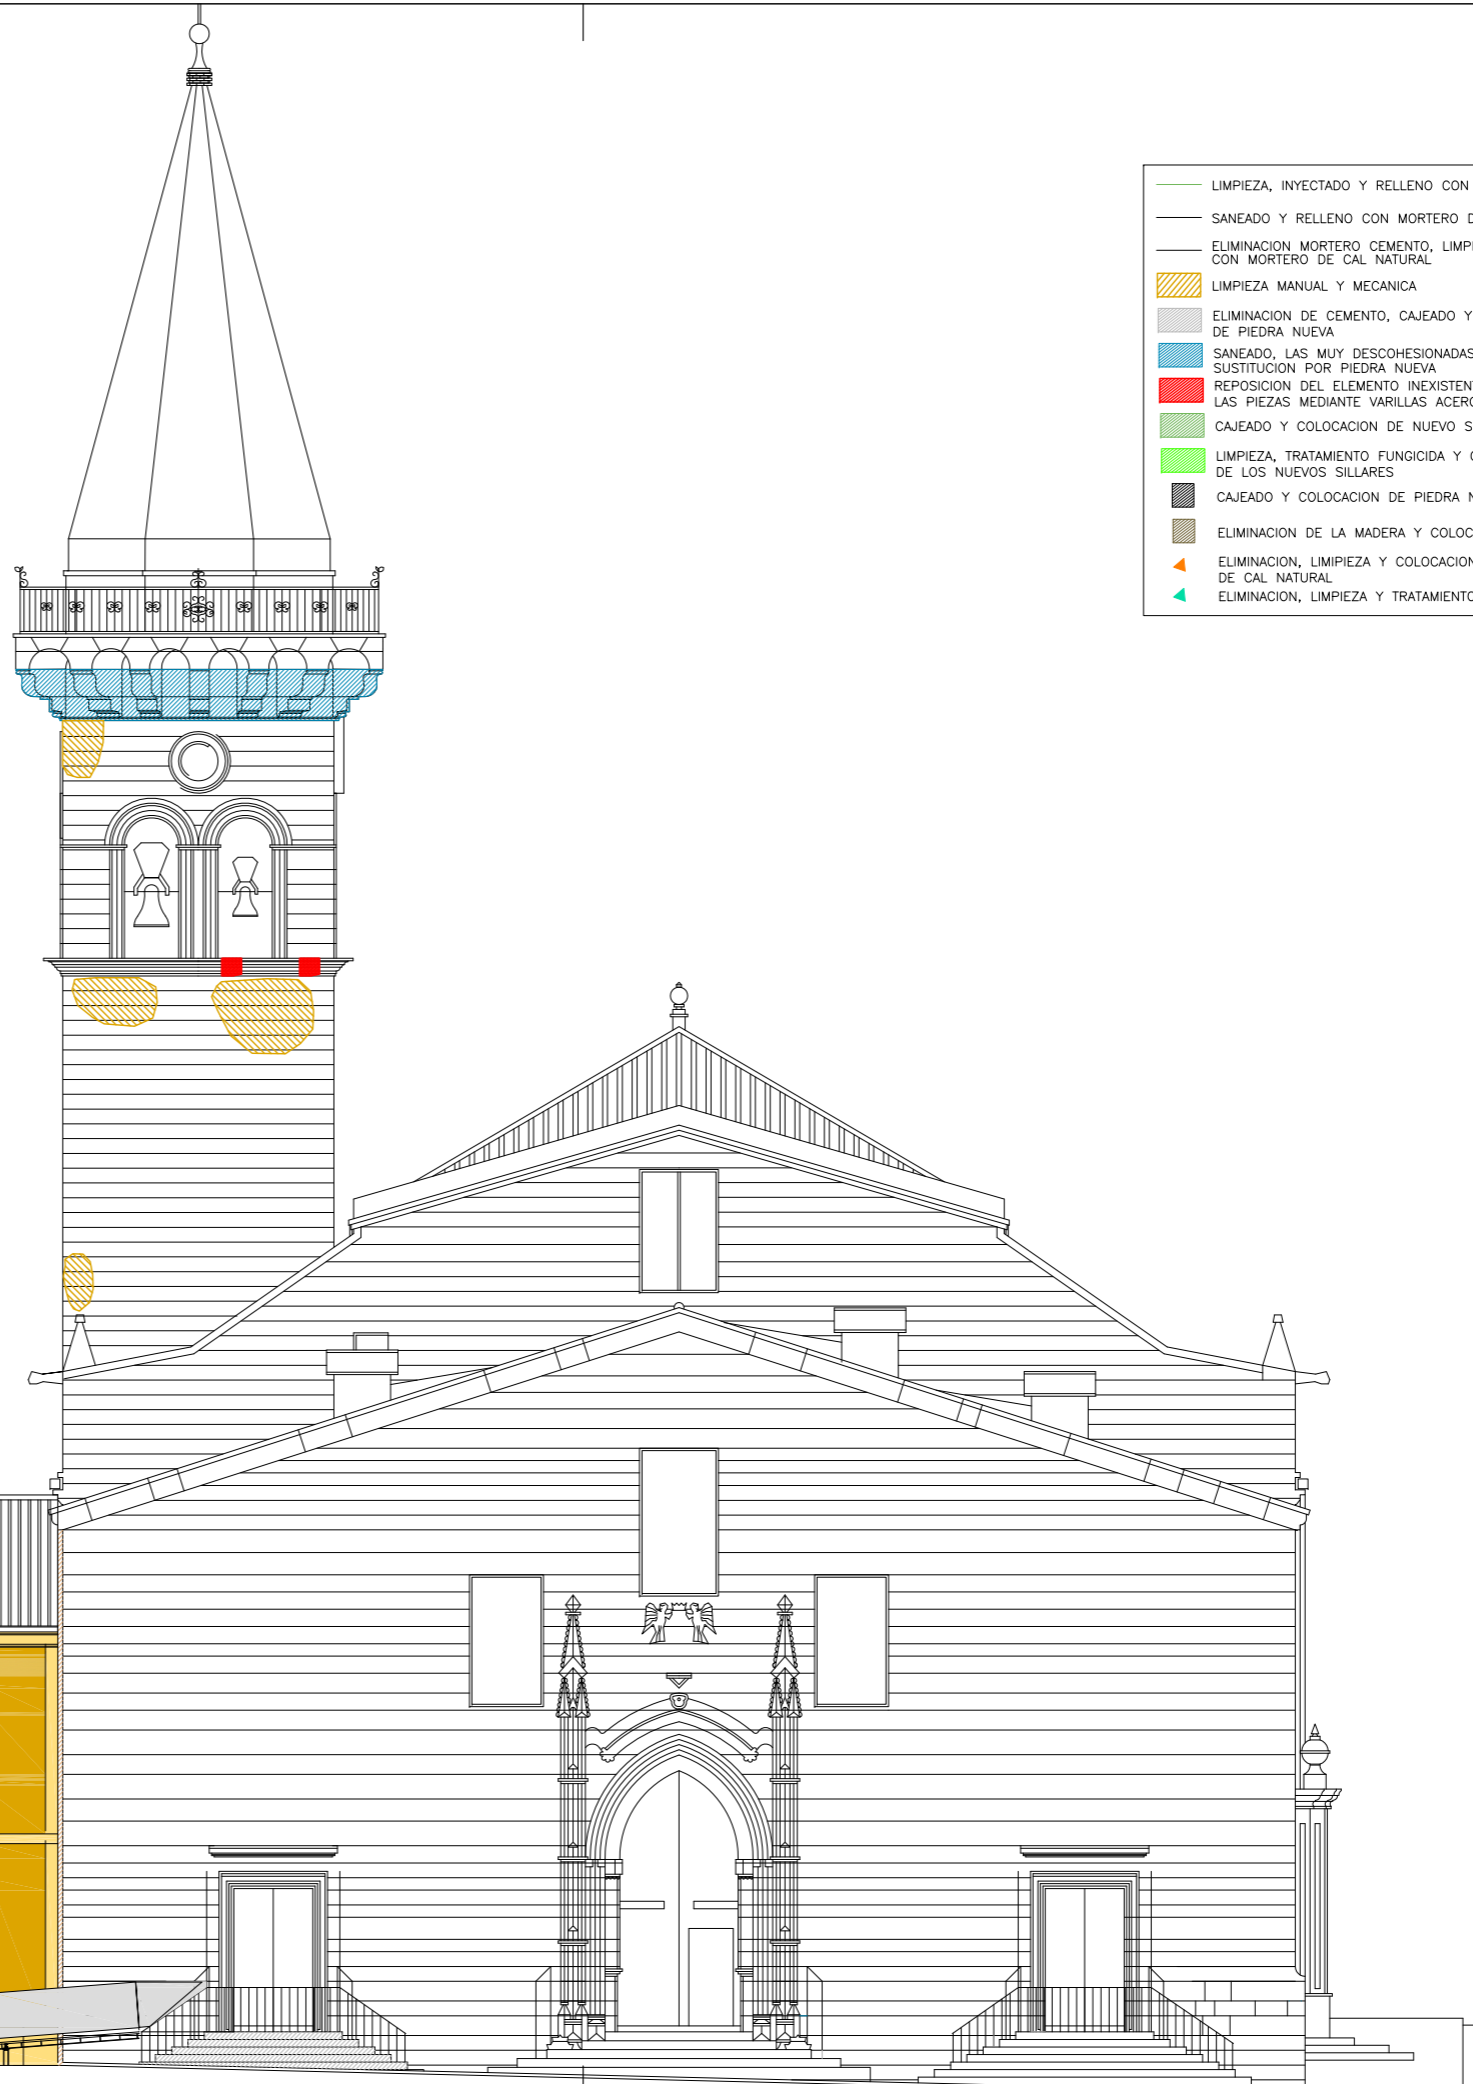 LIMPIEZA, INYECTADO Y RELLENO CON
SANEADO Y RELLENO CON MORTERO
ELIMINACION MORTERO CEMENTO,
CON MORTERO DE CAL NATURAL
LIMPIEZA MANUAL Y MECANICA
ELIMINACION DE CEMENTO, CAJEADO Y
DE PIEDRA NUEVA
SANEADO, LAS MUY DESCOHESIONADAS
SUSTITUCION POR PIEDRA NUEVA
REPOSICION DEL ELEMENTO
LAS PIEZAS MEDIANTE VARILLAS
CAJEADO Y COLOCACION DE NUEVO
LIMPIEZA, TRATAMIENTO FUNGICIDA Y
DE LOS NUEVOS SILLARES
CAJEADO Y COLOCACION DE PIEDRA
ELIMINACION DE LA MADERA Y
ELIMINACION, LIMIPIEZA Y COLOCACION
DE CAL NATURAL
ELIMINACION, LIMPIEZA Y TRATAMIENTO